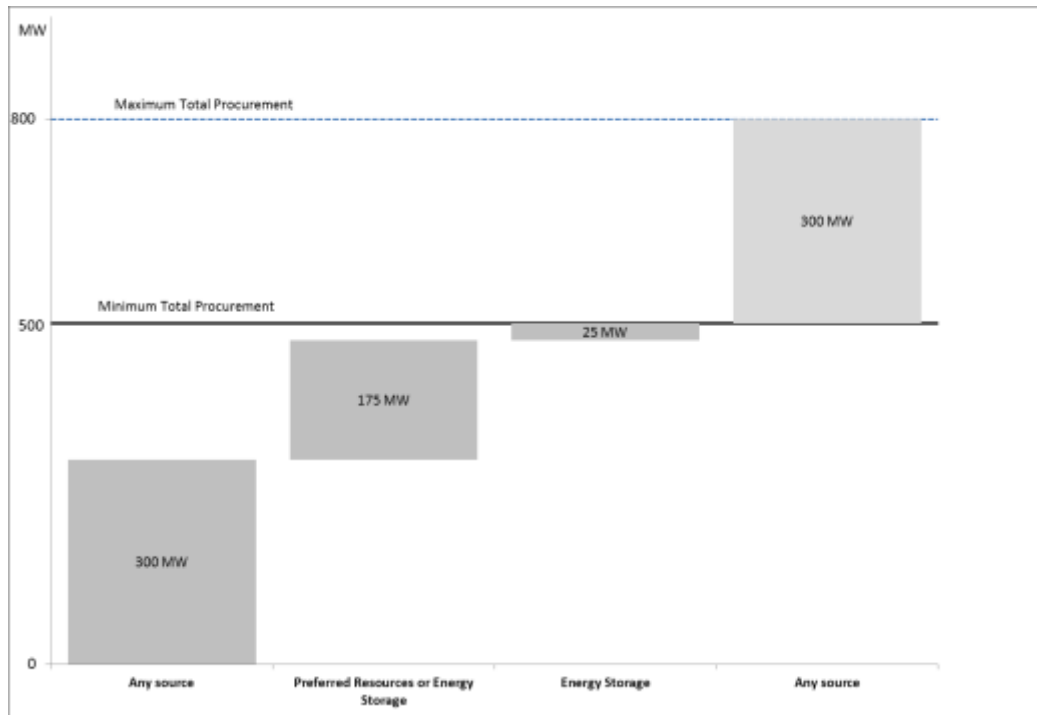 MW
Maximum Total Procurement
800
300 MW
Minimum Total Procurement
500
25 MW
175 MW
300 MW
0
Any source
Preferred Resources or Energy
Storage
Energy Storage
Any source